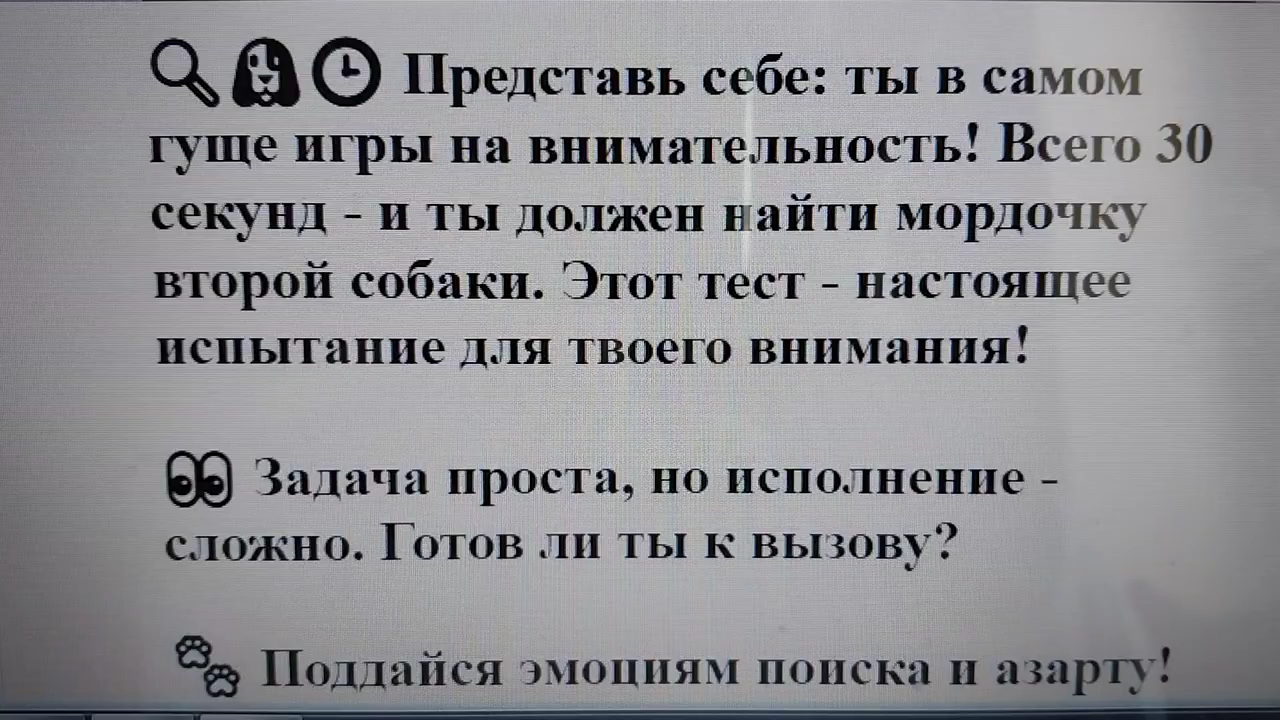 🔍🐶🕒 Представь себе: ты в самом
гуще игры на внимательность! Всего 30
секунд - и ты должен найти мордочку
второй собаки. Этот тест - настоящее
испытание для твоего внимания!
👀 Задача проста, но исполнение -
сложно. Готов ли ты к вызову?
🐾 Поддайся эмоциям поиска и азарту!